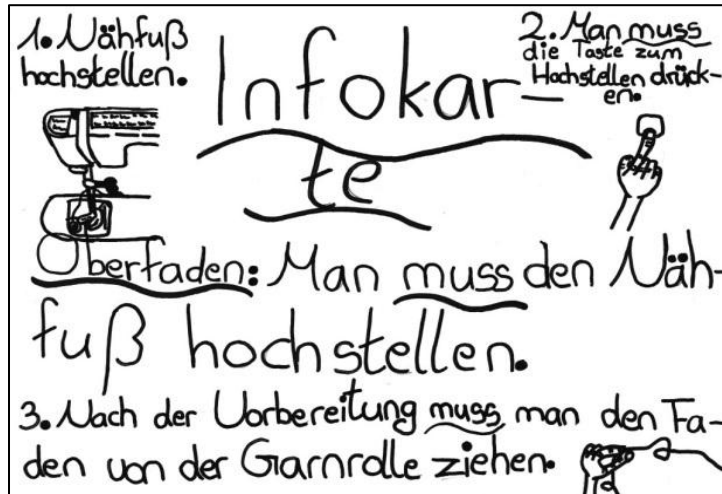 1. Nähfuß
hochstellen.
Infokar-
te
2. Man muss
die Taste zum
Hochstellen drück-
en.
Oberfaden: Man muss den Näh-
fuß hochstellen.
3. Nach der Vorbereitung muss man den Fa-
den von der Garnrolle ziehen.